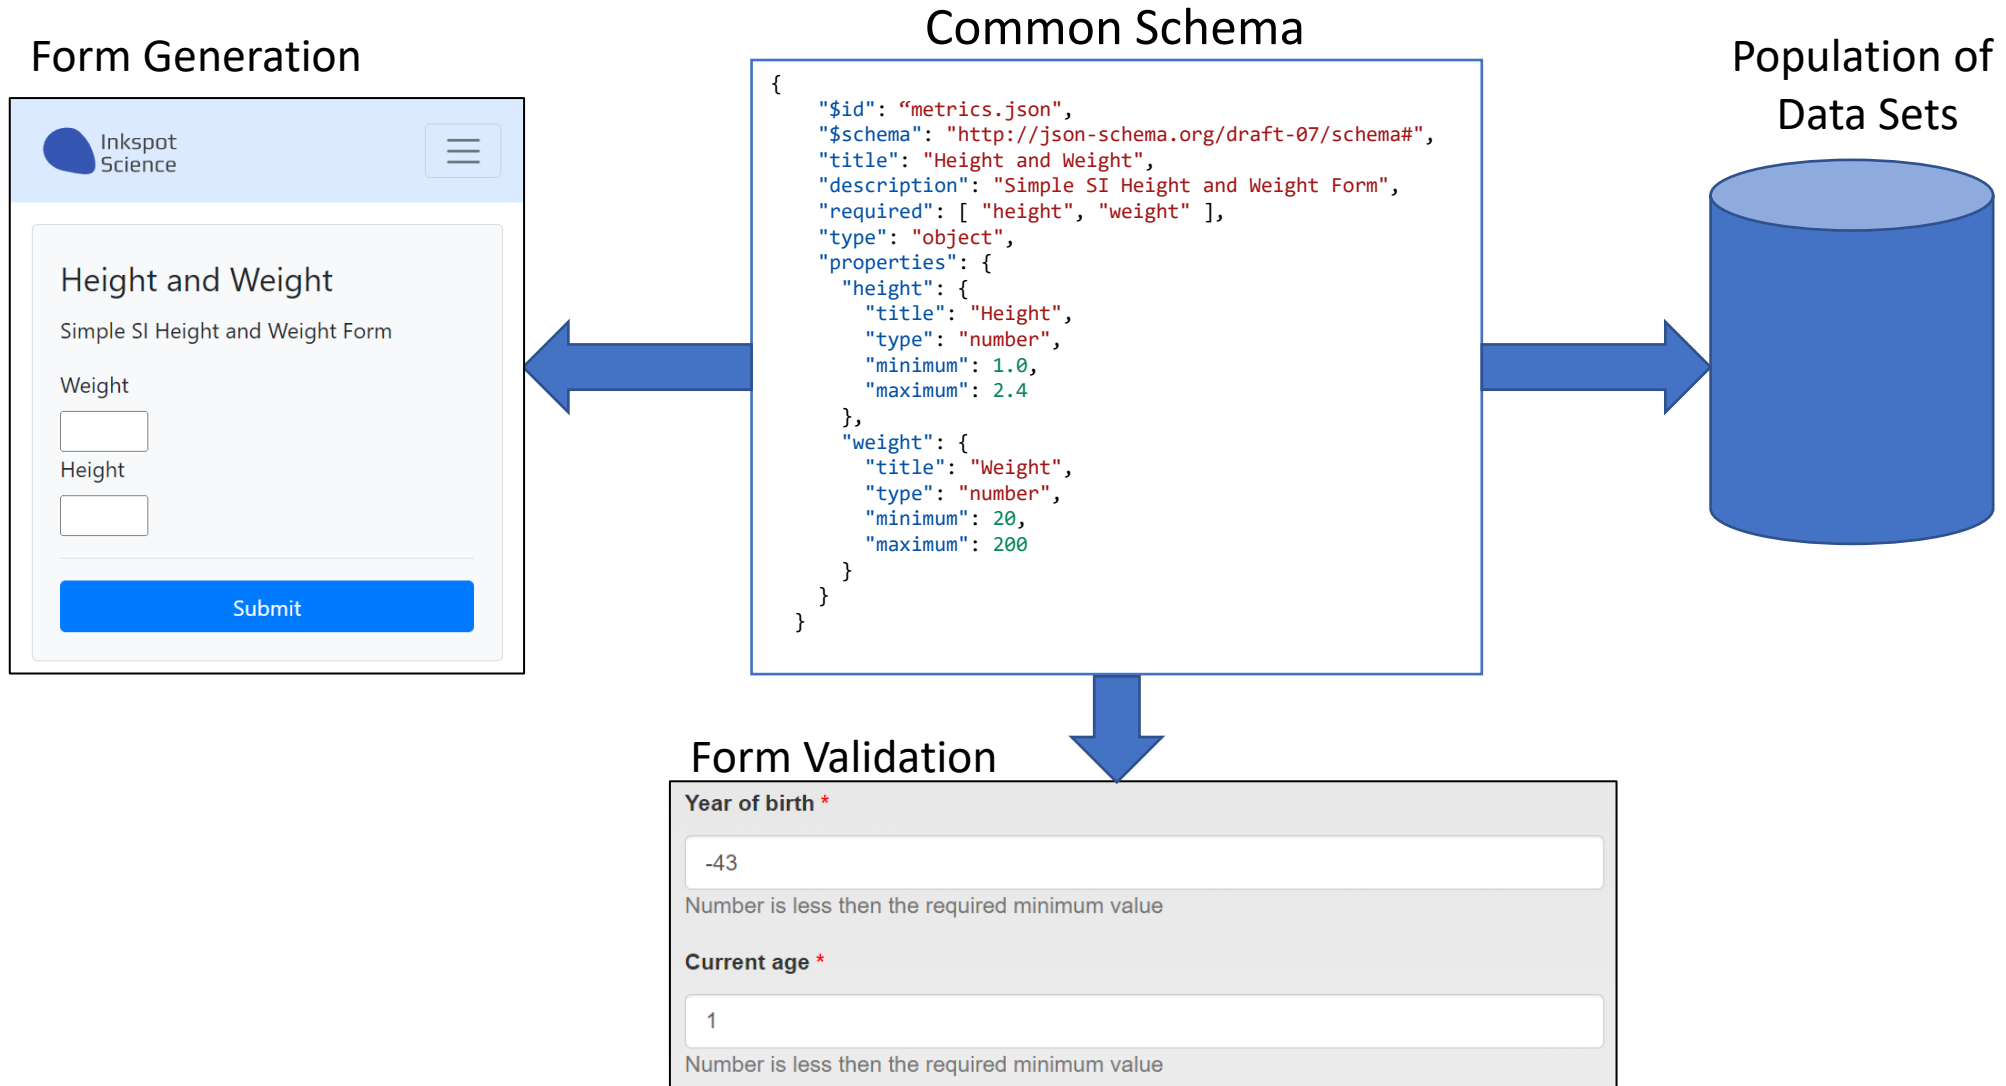 Form Generation
Inkspot
Science
Height and Weight
Simple SI Height and Weight Form
Weight
Height
Submit
Common Schema
{
"$id": “metrics.json",
"$schema": "http://json-schema.org/draft-07/schema#",
"title": "Height and Weight",
"description": "Simple SI Height and Weight Form",
"required": [ "height", "weight" ],
"type": "object",
"properties": {
"height": {
"title": "Height",
"type": "number",
"minimum": 1.0,
"maximum": 2.4
},
"weight": {
"title": "Weight",
"type": "number",
"minimum": 20,
"maximum": 200
}
}
}
Population of
Data Sets
Form Validation
Year of birth *
-43
Number is less then the required minimum value
Current age *
1
Number is less then the required minimum value